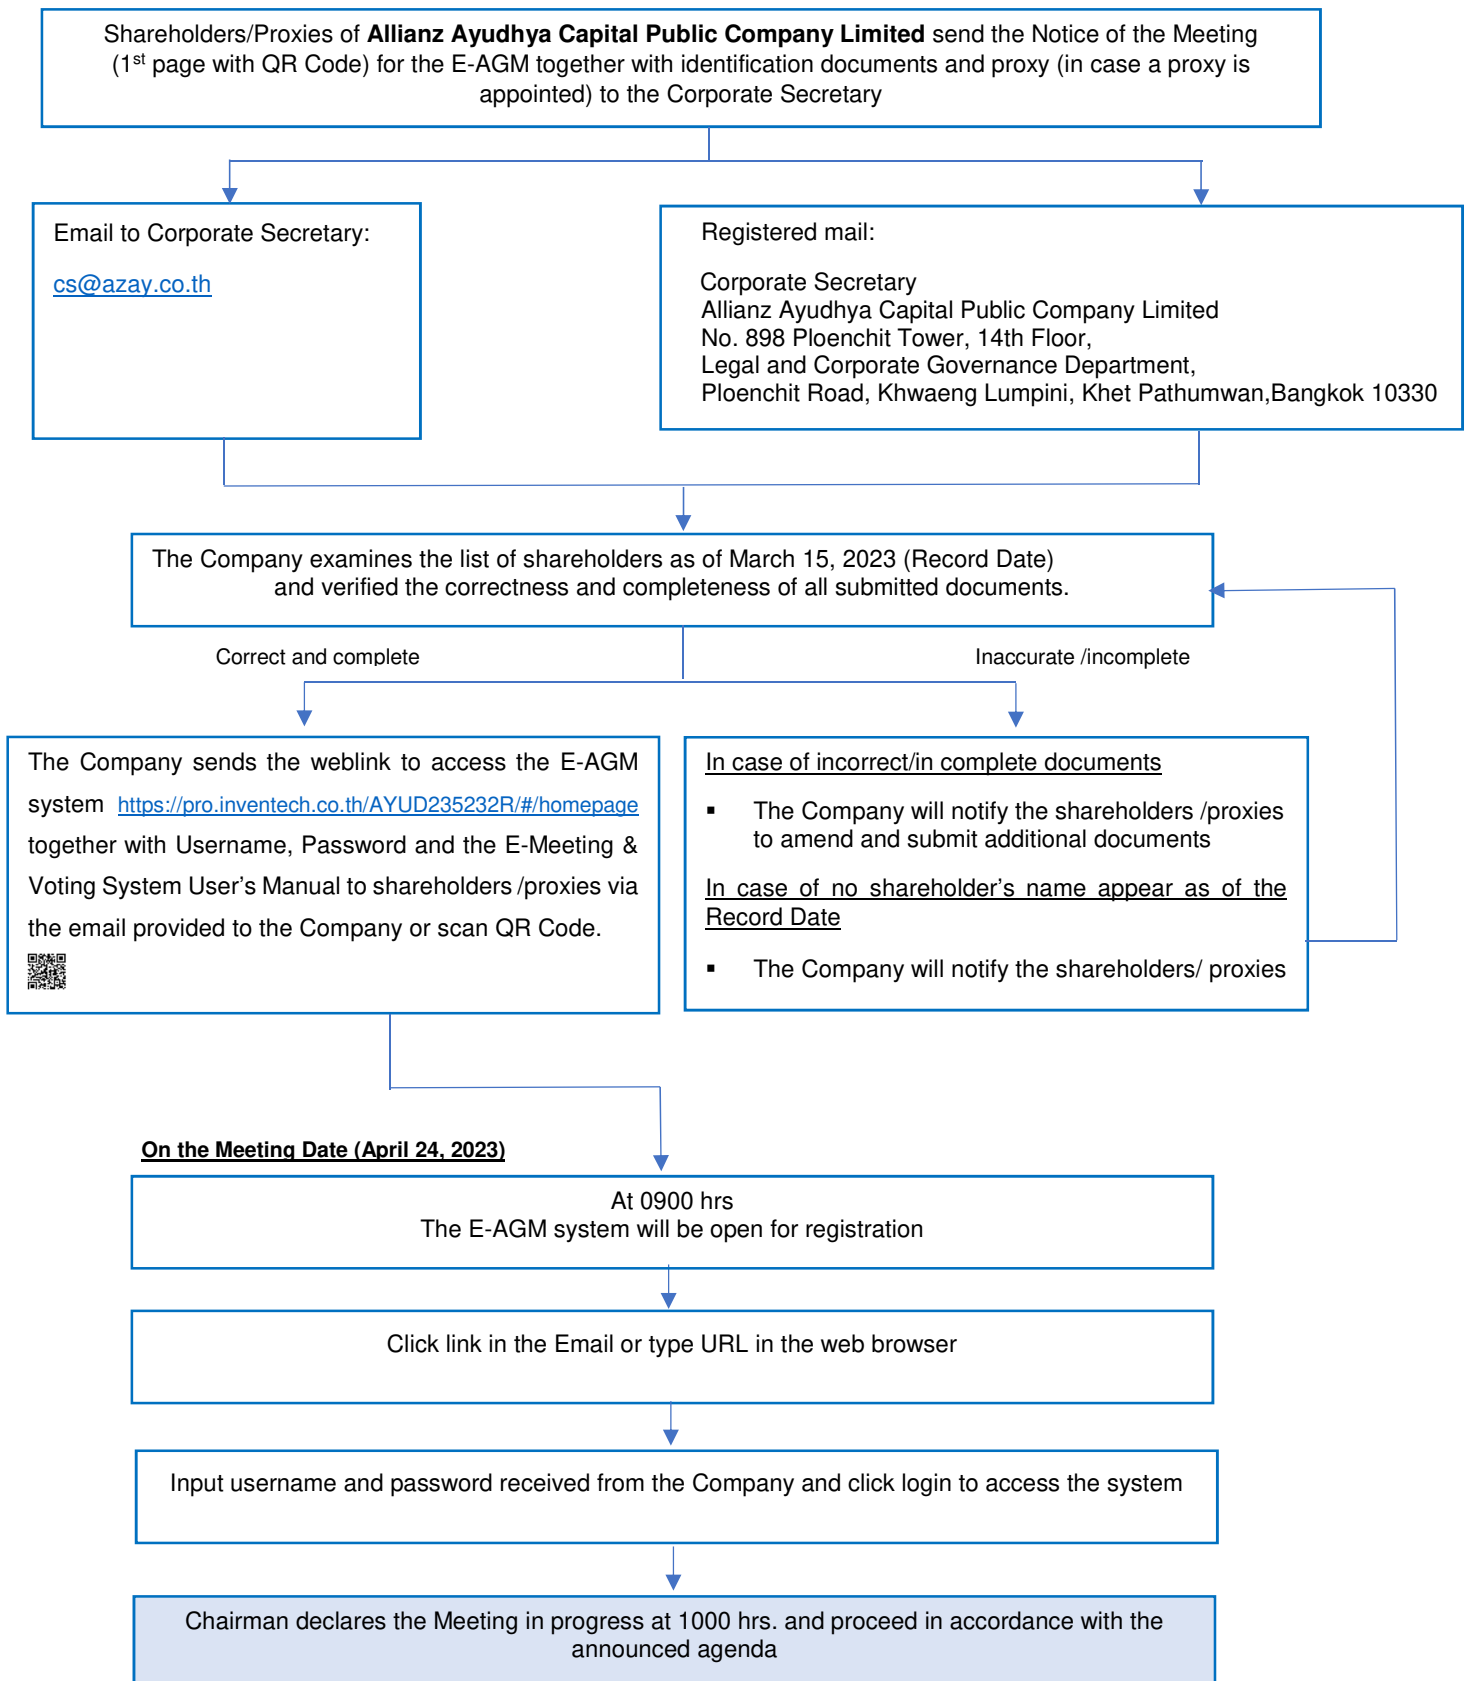 Shareholders/Proxies of Allianz Ayudhya Capital Public Company Limited send the Notice of the Meeting
(1st page with QR Code) for the E-AGM together with identification documents and proxy (in case a proxy is
appointed) to the Corporate Secretary
Email to Corporate Secretary:
cs@azay.co.th
Registered mail:
Corporate Secretary
Allianz Ayudhya Capital Public Company Limited
No. 898 Ploenchit Tower, 14th Floor,
Legal and Corporate Governance Department,
Ploenchit Road, Khwaeng Lumpini, Khet Pathumwan,Bangkok 10330
The Company examines the list of shareholders as of March 15, 2023 (Record Date)
and verified the correctness and completeness of all submitted documents.
Correct and complete
Inaccurate /incomplete
The Company sends the weblink to access the E-AGM
system https://pro.inventech.co.th/AYUD235232R/#/homepage
together with Username, Password and the E-Meeting &
Voting System User's Manual to shareholders /proxies via
the email provided to the Company or scan QR Code.
In case of incorrect/in complete documents
▪ The Company will notify the shareholders /proxies
to amend and submit additional documents
In case of no shareholder's name appear as of the
Record Date
▪ The Company will notify the shareholders/ proxies
On the Meeting Date (April 24, 2023)
At 0900 hrs
The E-AGM system will be open for registration
Click link in the Email or type URL in the web browser
Input username and password received from the Company and click login to access the system
Chairman declares the Meeting in progress at 1000 hrs. and proceed in accordance with the
announced agenda